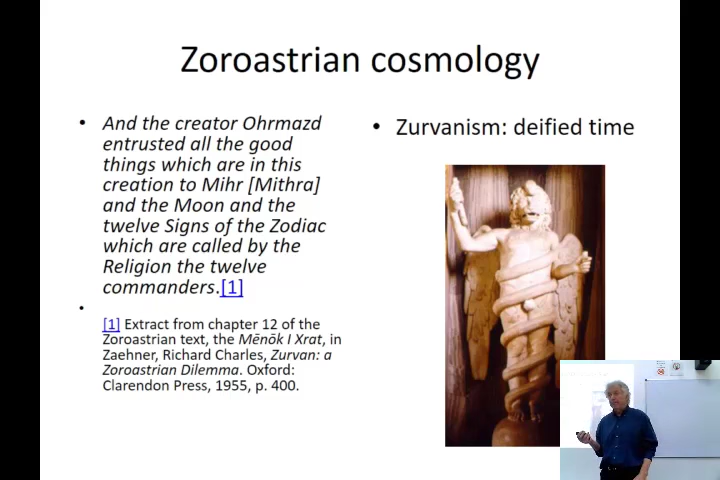 Zoroastrian cosmology
• And the creator Ohrmazd
entrusted all the good
things which are in this
creation to Mihr [Mithra]
and the Moon and the
twelve Signs of the Zodiac
which are called by the
Religion the twelve
commanders.[1]
•
[1] Extract from chapter 12 of the
Zoroastrian text, the Mēnōk I Xrat, in
Zaehner, Richard Charles, Zurvan: a
Zoroastrian Dilemma. Oxford:
Clarendon Press, 1955, p. 400.
• Zurvanism: deified time